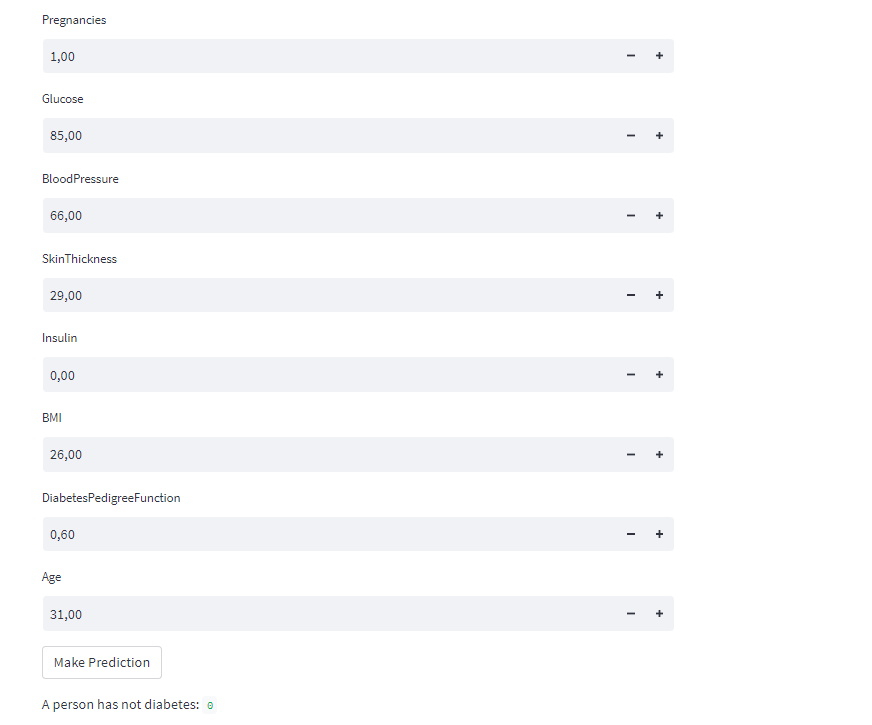 Pregnancies
1,00 − +
Glucose
85,00 − +
BloodPressure
66,00 − +
SkinThickness
29,00 − +
Insulin
0,00 − +
BMI
26,00 − +
DiabetesPedigreeFunction
0,60 − +
Age
31,00 − +
Make Prediction
A person has not diabetes: 0